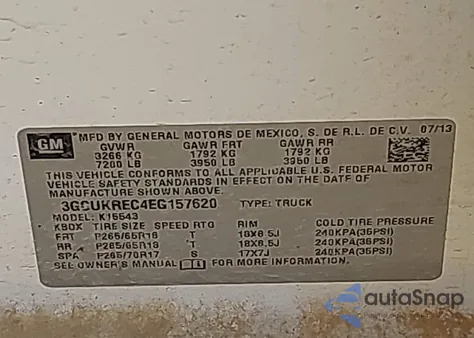 GM
MFD BY GENERAL MOTORS DE MEXICO, S. DE R.L. DE C.V. 07/13
GVWR GAWR FRT GAWR RR
3266 KG 1792 KG 1792 KG
7200 LB 3950 LB 3950 LB
THIS VEHICLE CONFORMS TO ALL APPLICABLE U.S. FEDERAL MOTOR
VEHICLE SAFETY STANDARDS IN EFFECT ON THE DATE OF
MANUFACTURE SHOWN ABOVE.
3GCUKREC4EG157620 TYPE: TRUCK
MODEL: K15543
TIRE SIZE SPEED RTG RIM COLD TIRE PRESSURE
FRT P265/65R18 T 18X8.5J 240KPA(35PSI)
RR P265/65R18 T 18X8.5J 240KPA(35PSI)
SPA P265/70R17 S 17X7J 240KPA(35PSI)
SEE OWNER'S MANUAL FOR MORE INFORMATION.
autoSnap